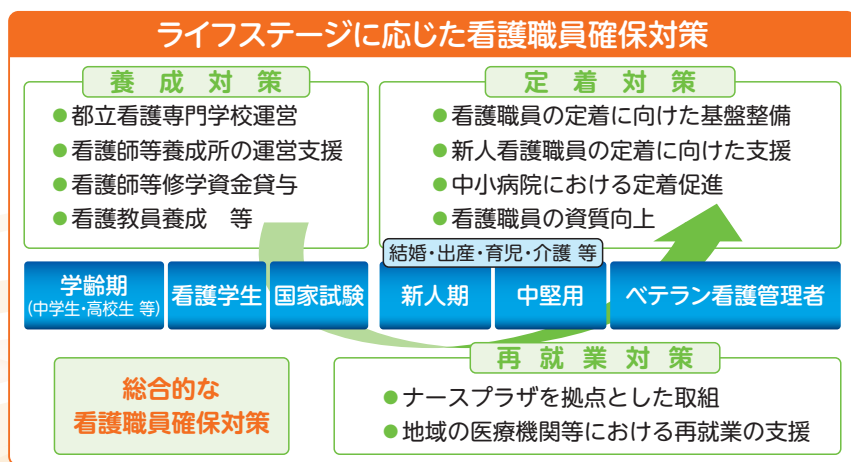 ライフステージに応じた看護職員確保対策
養成対策
●都立看護専門学校運営
●看護師等養成所の運営支援
●看護師等修学資金貸与
●看護教員養成　等
定着対策
●看護職員の定着に向けた基盤整備
●新人看護職員の定着に向けた支援
●中小病院における定着促進
●看護職員の資質向上
結婚・出産・育児・介護 等
学齢期
(中学生・高校生 等)
看護学生
国家試験
新人期
中堅用
ベテラン看護管理者
総合的な
看護職員確保対策
再就業対策
●ナースプラザを拠点とした取組
●地域の医療機関等における再就業の支援